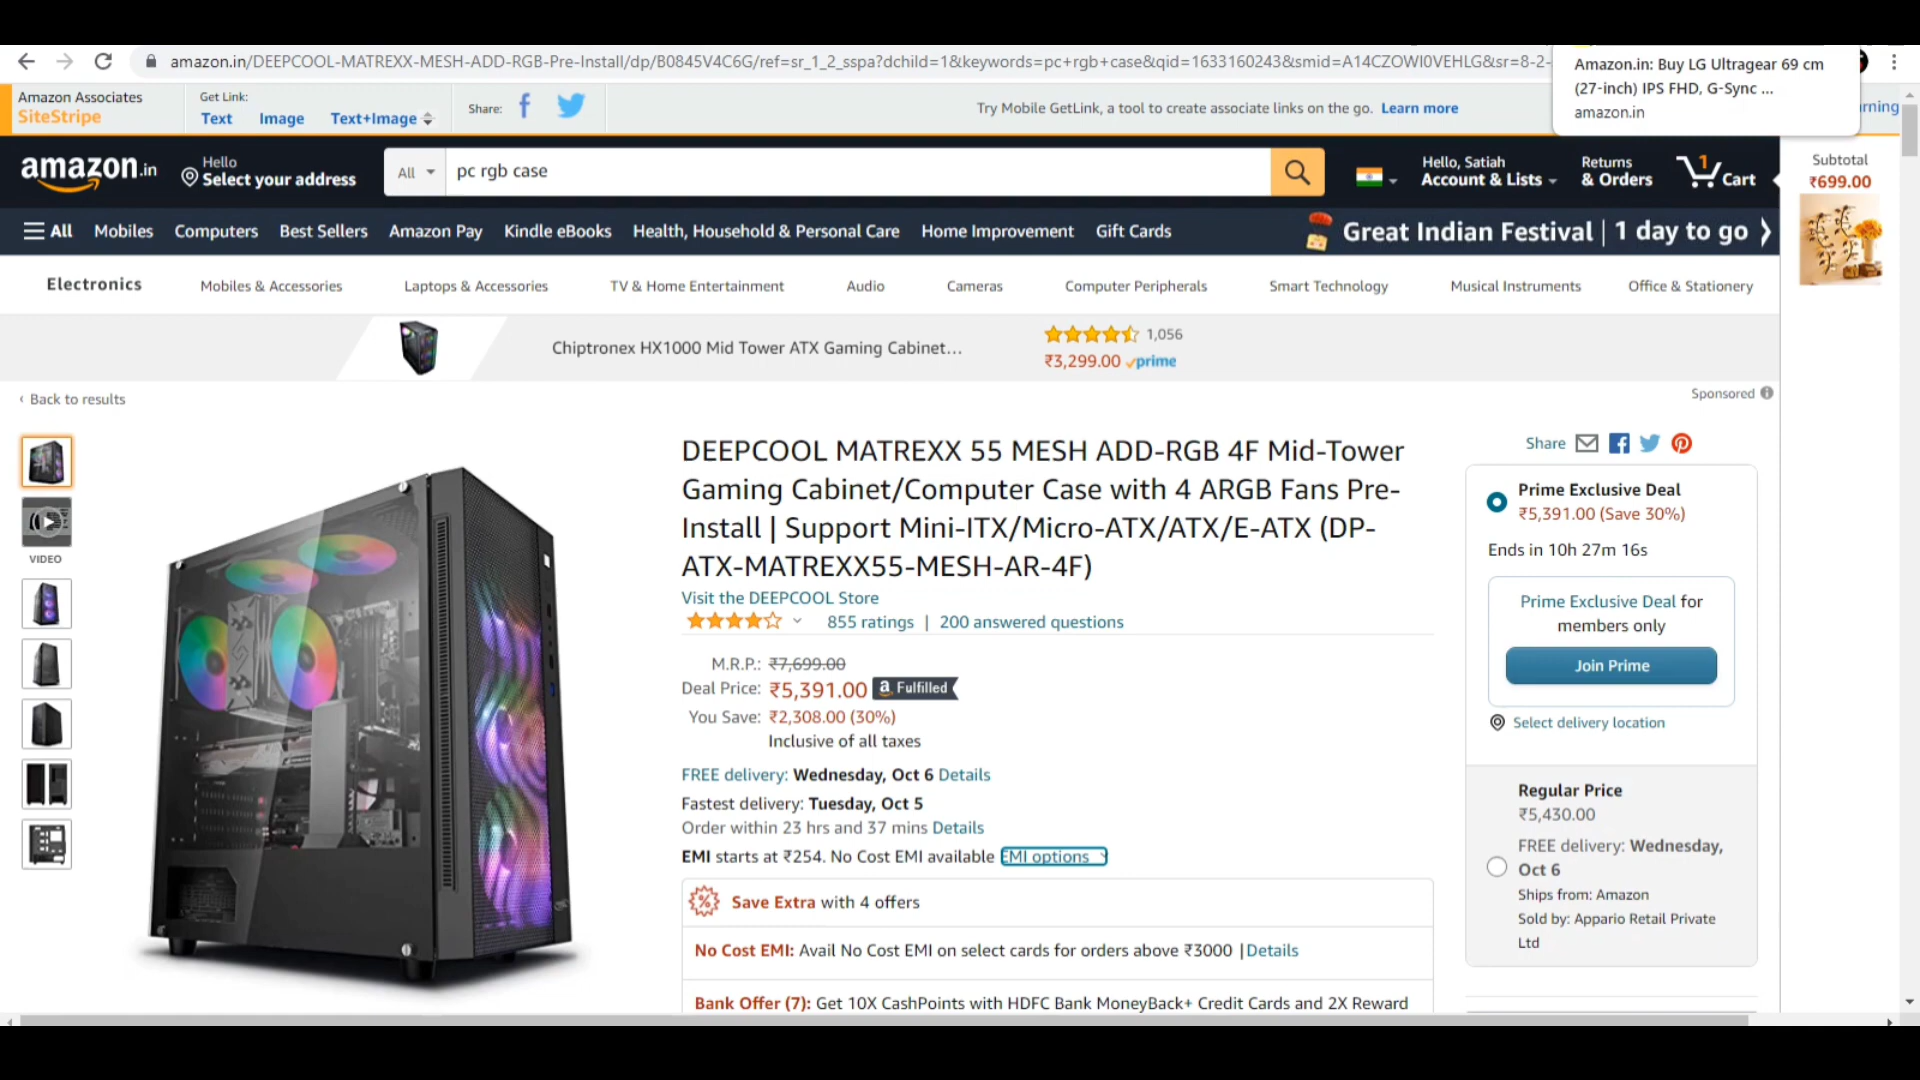 amazon.in/DEEPCOOL-MATREXX-MESH-ADD-RGB-Pre-Install/dp/B0845V4C6G/ref=sr_1_2_sspa?dchild=1&keywords=pc+rgb+case&qid=1633160243&smid=A14CZOWI0VEHLG&sr=8-2-
Amazon.in: Buy LG Ultragear 69 cm
(27-inch) IPS FHD, G-Sync ...
amazon.in
Amazon Associates
SiteStripe
Get Link:
Text Image Text+Image
Share:
Try Mobile GetLink, a tool to create associate links on the go. Learn more
amazon.in
Hello
Select your address
All
pc rgb case
Hello, Satiah
Account & Lists
Returns
& Orders
1
Cart
Subtotal
₹699.00
All Mobiles Computers Best Sellers Amazon Pay Kindle eBooks Health, Household & Personal Care Home Improvement Gift Cards
Great Indian Festival | 1 day to go
Electronics Mobiles & Accessories Laptops & Accessories TV & Home Entertainment Audio Cameras Computer Peripherals Smart Technology Musical Instruments Office & Stationery
Chiptronex HX1000 Mid Tower ATX Gaming Cabinet...
1,056
₹3,299.00 prime
Sponsored
‹ Back to results
VIDEO
DEEPCOOL MATREXX 55 MESH ADD-RGB 4F Mid-Tower
Gaming Cabinet/Computer Case with 4 ARGB Fans Pre-
Install | Support Mini-ITX/Micro-ATX/ATX/E-ATX (DP-
ATX-MATREXX55-MESH-AR-4F)
Visit the DEEPCOOL Store
855 ratings | 200 answered questions
M.R.P.: ₹7,699.00
Deal Price: ₹5,391.00 a Fulfilled
You Save: ₹2,308.00 (30%)
Inclusive of all taxes
FREE delivery: Wednesday, Oct 6 Details
Fastest delivery: Tuesday, Oct 5
Order within 23 hrs and 37 mins Details
EMI starts at ₹254. No Cost EMI available EMI options
Save Extra with 4 offers
No Cost EMI: Avail No Cost EMI on select cards for orders above ₹3000 | Details
Bank Offer (7): Get 10X CashPoints with HDFC Bank MoneyBack+ Credit Cards and 2X Reward
Share
Prime Exclusive Deal
₹5,391.00 (Save 30%)
Ends in 10h 27m 16s
Prime Exclusive Deal for
members only
Join Prime
Select delivery location
Regular Price
₹5,430.00
FREE delivery: Wednesday,
Oct 6
Ships from: Amazon
Sold by: Appario Retail Private
Ltd